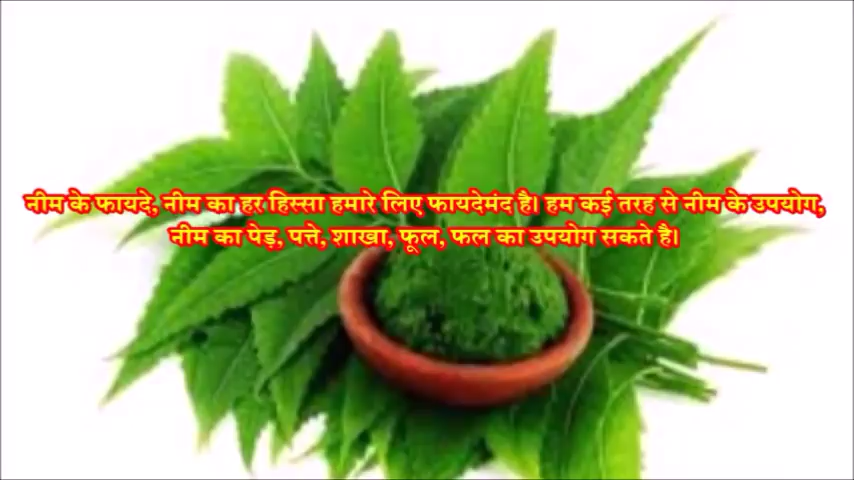 नीम के फायदे, नीम का हर हिस्सा हमारे लिए फायदेमंद है। हम कई तरह से नीम के उपयोग,
नीम का पेड़, पत्ते, शाखा, फूल, फल का उपयोग सकते है।